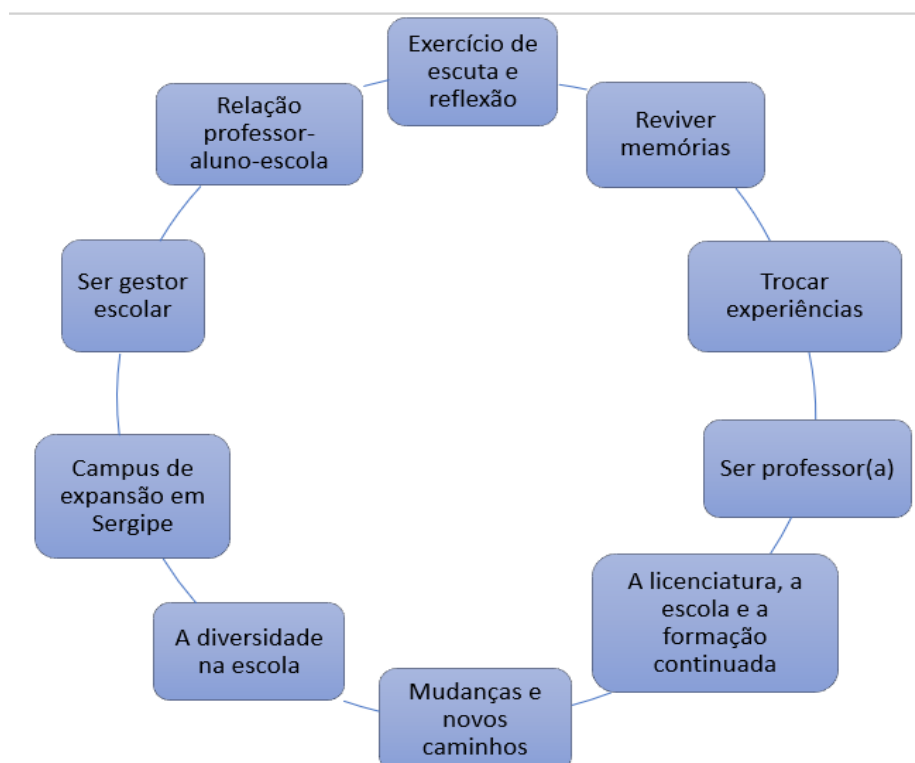 Exercício de
escuta e
reflexão
Reviver
memórias
Trocar
experiências
Ser professor(a)
A licenciatura, a
escola e a
formação
continuada
Mudanças e
novos
caminhos
A diversidade
na escola
Campus de
expansão em
Sergipe
Ser gestor
escolar
Relação
professor-
aluno-escola